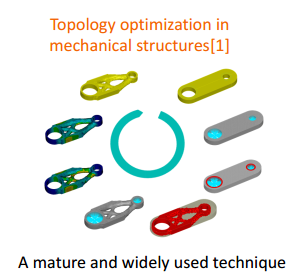 Topology optimization in
mechanical structures[1]
A mature and widely used technique